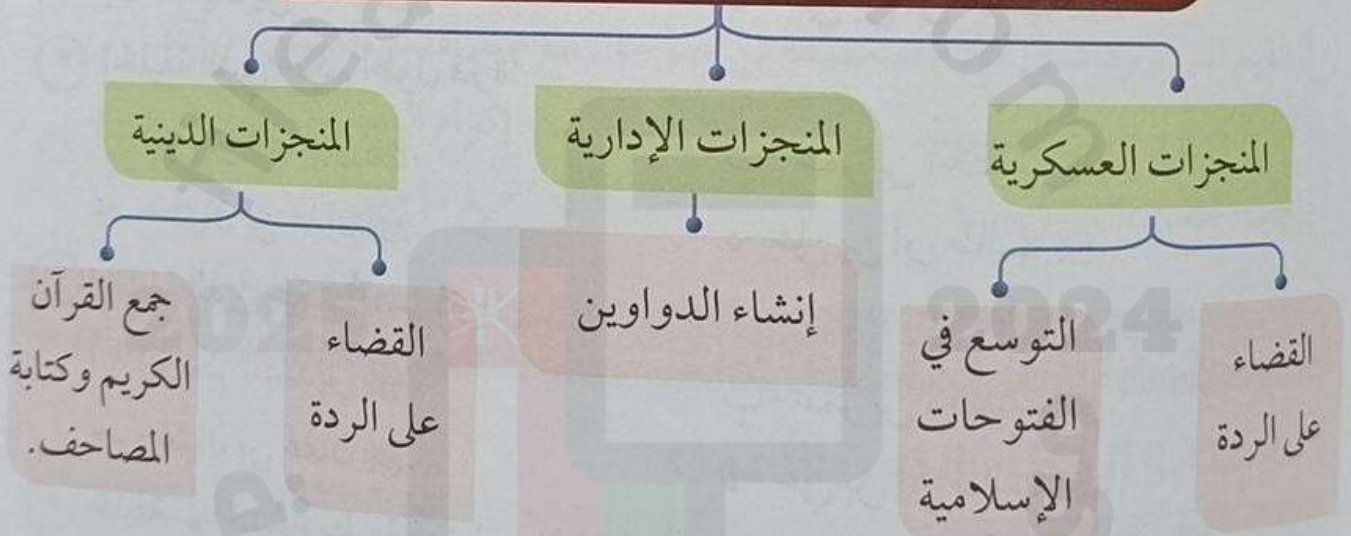 المنجزات العسكرية
المنجزات الإدارية
المنجزات الدينية
القضاء
على الردة
التوسع في
الفتوحات
الإسلامية
إنشاء الدواوين
القضاء
على الردة
جمع القرآن
الكريم وكتابة
المصاحف.
2024